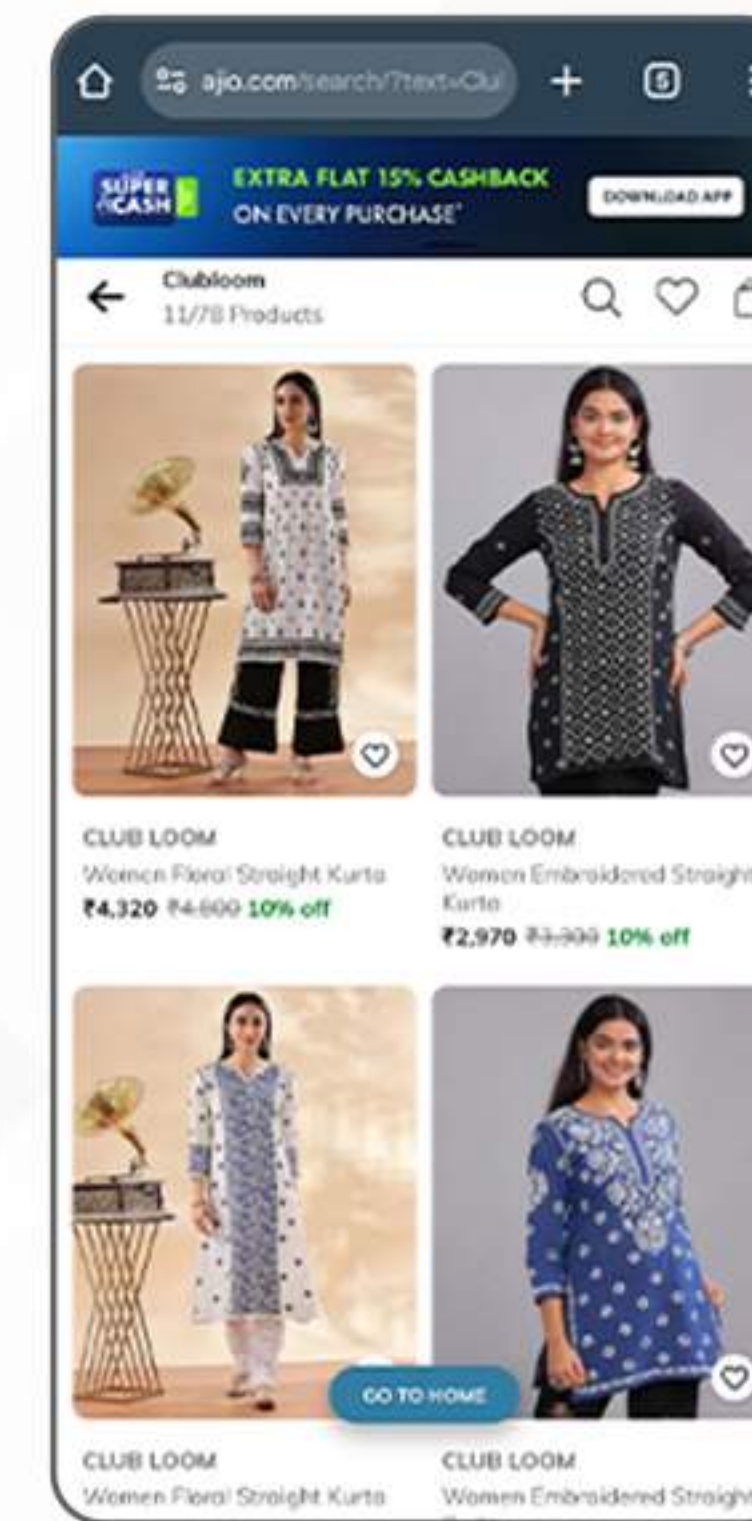 5
ajio.com/search/?text=Clu
SUPER
CASH
EXTRA FLAT 15% CASHBACK
ON EVERY PURCHASE*
DOWNLOAD APP
Clubloom
11/78 Products
CLUB LOOM
Women Floral Straight Kurta
₹4,320 ₹4,800 10% off
CLUB LOOM
Women Embroidered Straight
Kurta
₹2,970 ₹3,300 10% off
GO TO HOME
CLUB LOOM
Women Floral Straight Kurta
CLUB LOOM
Women Embroidered Straight